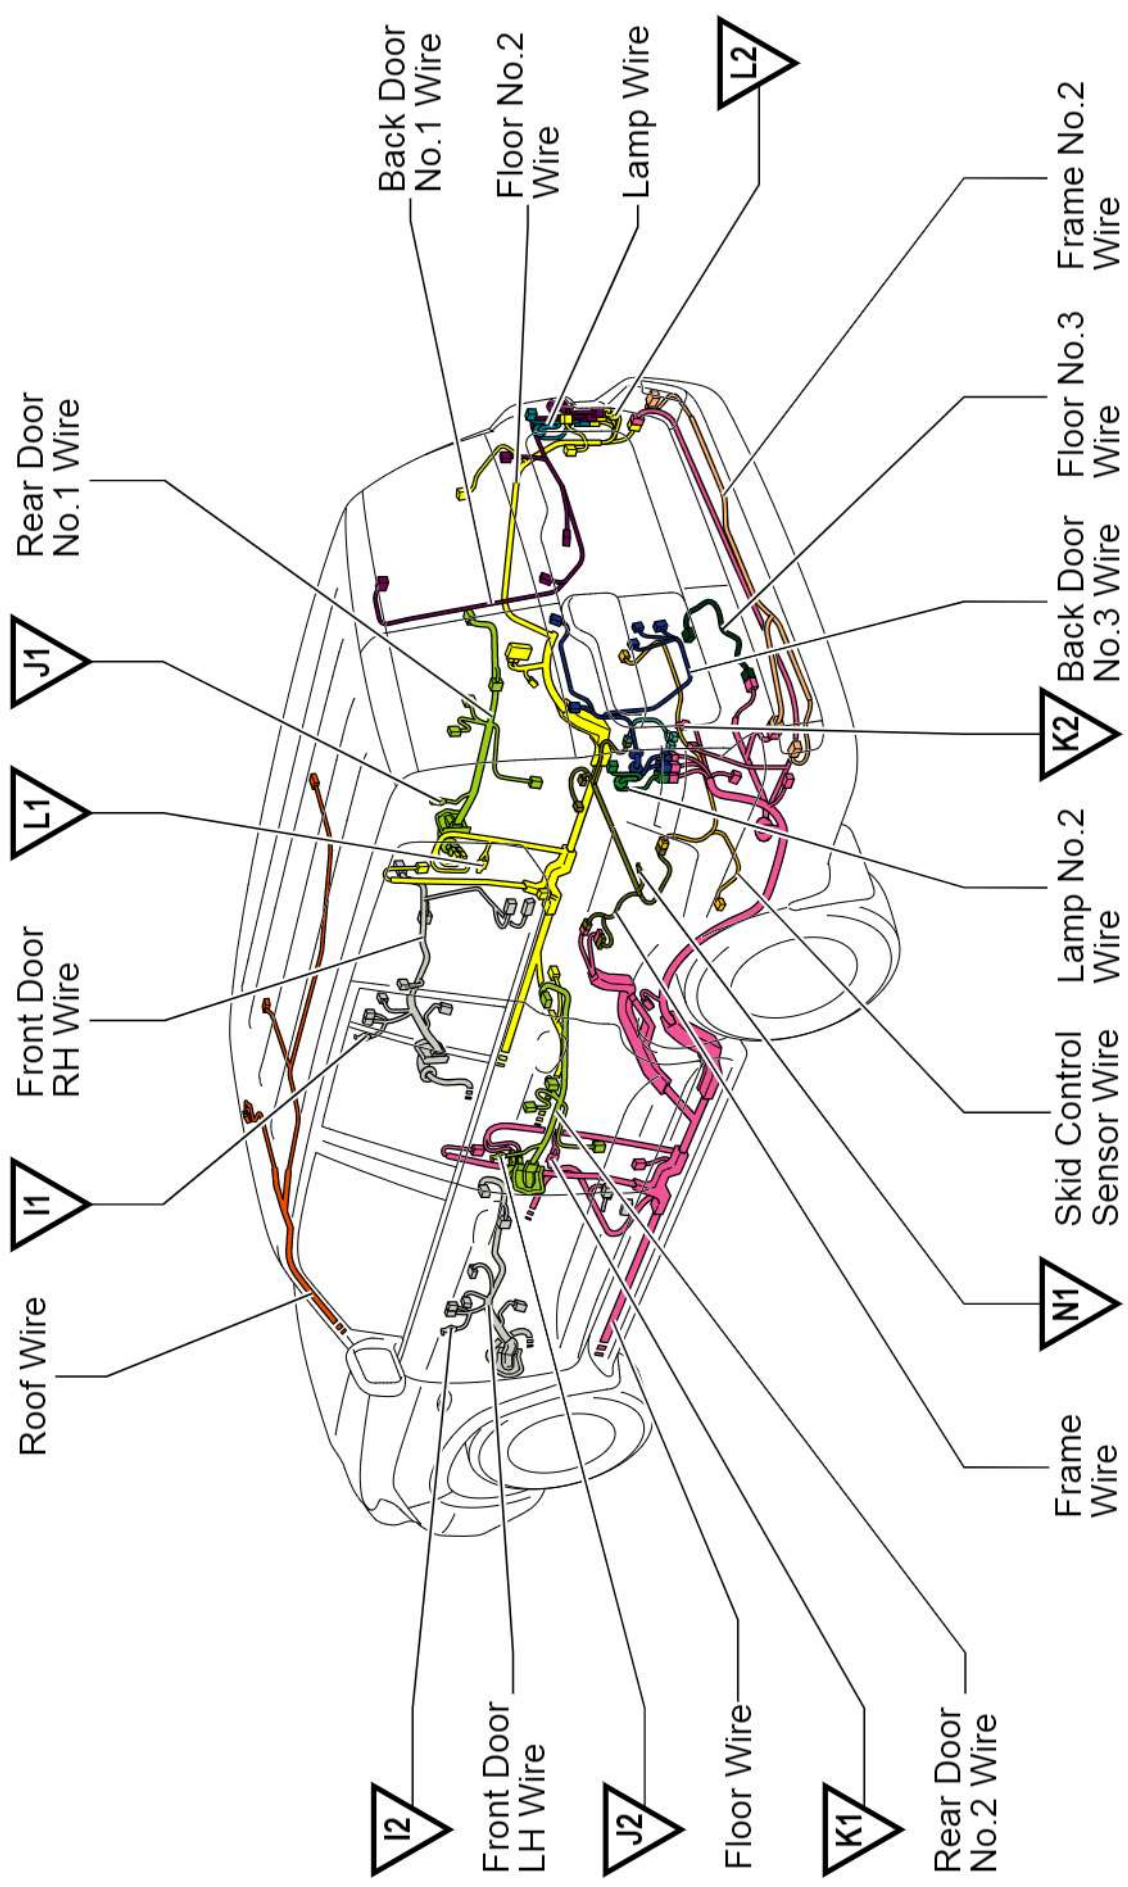 Rear Door
No.1 Wire
J1
L1
Front Door
RH Wire
I1
Roof Wire
Back Door
No.1 Wire
Floor No.2
Wire
Lamp Wire
L2
I2
Front Door
LH Wire
J2
Floor Wire
K1
Rear Door
No.2 Wire
Frame
Wire
N1
Skid Control
Sensor Wire
Lamp No.2
Wire
K2
Back Door
No.3 Wire
Floor No.3
Wire
Frame No.2
Wire